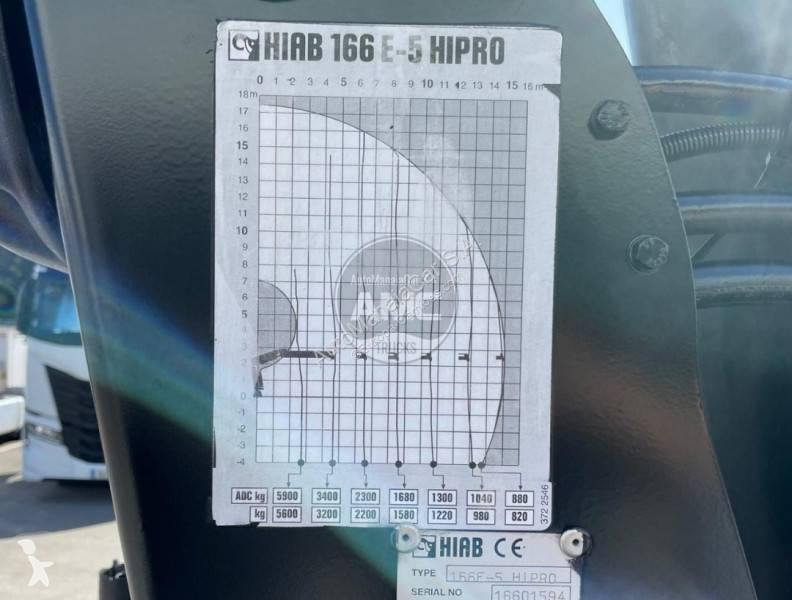 HIAB 166 E-5 HIPRO
0 1 2 3 4 5 6 7 8 9 10 11 12 13 14 15 16 m
18m
17
16
15
14
13
12
11
10
9
8
7
6
5
4
3
2
1
0
-1
-2
-3
-4
AutoManaiaCar
TRUCKS
ADC kg 5900 3400 2300 1680 1300 1040 880
kg 5600 3200 2200 1580 1220 980 820
372 2546
HIAB CE
TYPE 166E-5 HIPRO
SERIAL NO 16601594